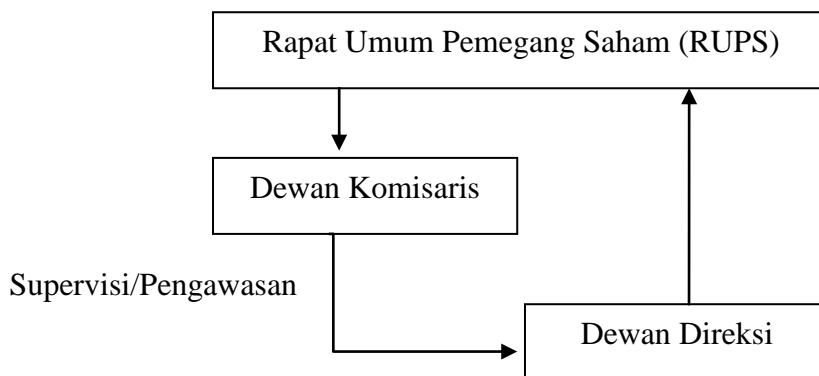 Rapat Umum Pemegang Saham (RUPS)
Dewan Komisaris
Supervisi/Pengawasan
Dewan Direksi